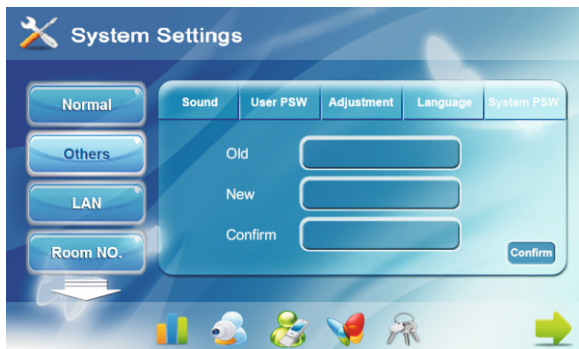 System Settings
Normal
Others
LAN
Room NO.
Sound User PSW Adjustment Language System PSW
Old
New
Confirm
Confirm